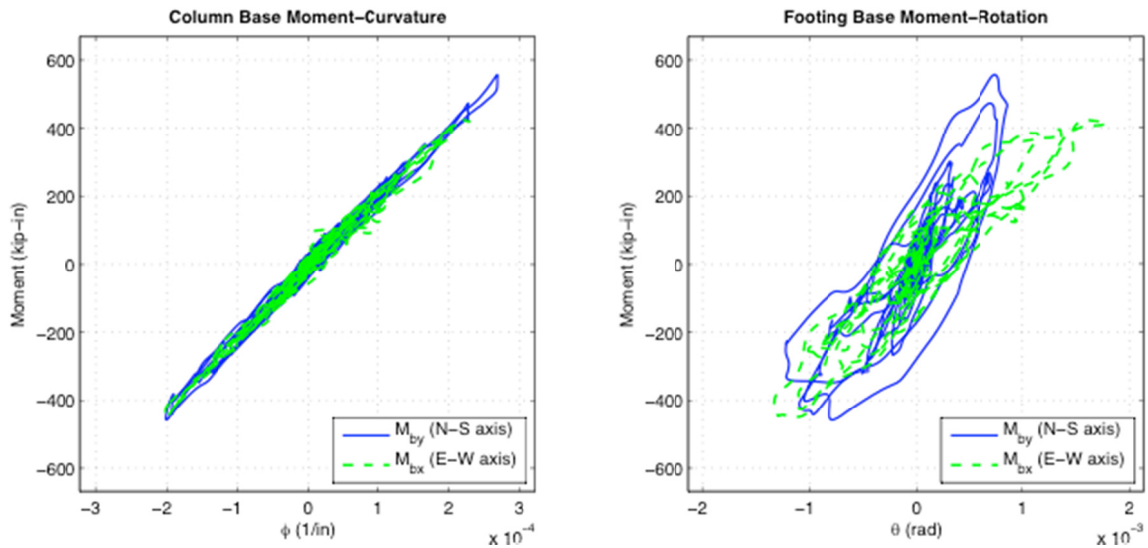 Column Base Moment−Curvature
Moment (kip−in)
600
400
200
0
−200
−400
−600
−3
−2
−1
0
1
2
3
ϕ (1/in)
x 10⁻⁴
M_by (N−S axis)
M_bx (E−W axis)
Footing Base Moment−Rotation
Moment (kip−in)
600
400
200
0
−200
−400
−600
−2
−1
0
1
2
θ (rad)
x 10⁻³
M_by (N−S axis)
M_bx (E−W axis)